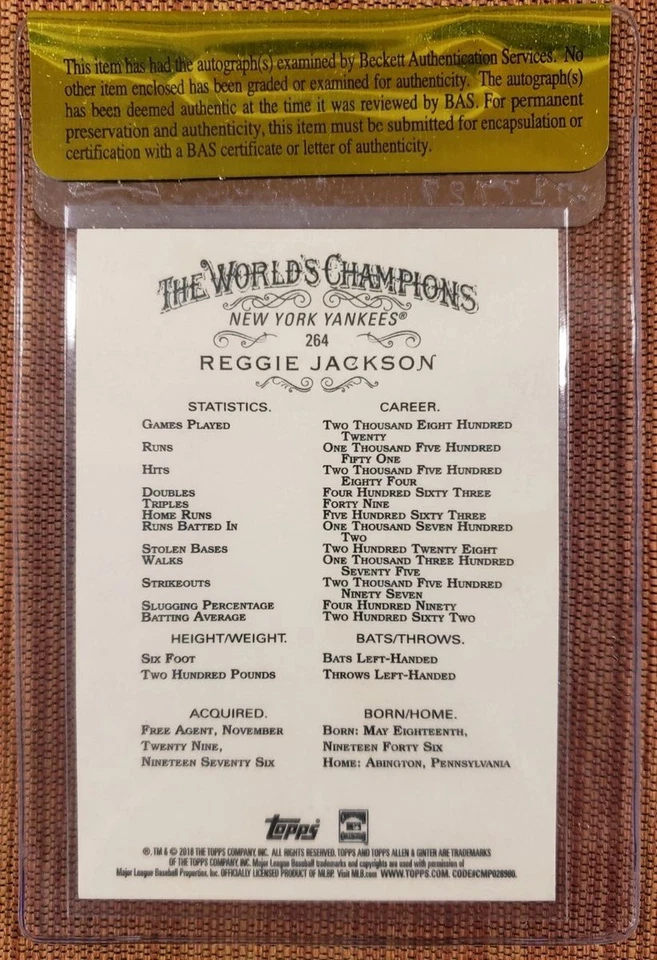 This item has had the autograph(s) examined by Beckett Authentication Services. No
other item enclosed has been graded or examined for authenticity. The autograph(s)
has been deemed authentic at the time it was reviewed by BAS. For permanent
preservation and authenticity, this item must be submitted for encapsulation or
certification with a BAS certificate or letter of authenticity.
THE WORLD'S CHAMPIONS
NEW YORK YANKEES®
264
REGGIE JACKSON
STATISTICS. CAREER.
GAMES PLAYED TWO THOUSAND EIGHT HUNDRED
TWENTY
RUNS ONE THOUSAND FIVE HUNDRED
FIFTY ONE
HITS TWO THOUSAND FIVE HUNDRED
EIGHTY FOUR
DOUBLES FOUR HUNDRED SIXTY THREE
TRIPLES FORTY NINE
HOME RUNS FIVE HUNDRED SIXTY THREE
RUNS BATTED IN ONE THOUSAND SEVEN HUNDRED
TWO
STOLEN BASES TWO HUNDRED TWENTY EIGHT
WALKS ONE THOUSAND THREE HUNDRED
SEVENTY FIVE
STRIKEOUTS TWO THOUSAND FIVE HUNDRED
NINETY SEVEN
SLUGGING PERCENTAGE FOUR HUNDRED NINETY
BATTING AVERAGE TWO HUNDRED SIXTY TWO
HEIGHT/WEIGHT. BATS/THROWS.
SIX FOOT BATS LEFT-HANDED
TWO HUNDRED POUNDS THROWS LEFT-HANDED
ACQUIRED. BORN/HOME.
FREE AGENT, NOVEMBER BORN: MAY EIGHTEENTH,
TWENTY NINE, NINETEEN FORTY SIX
NINETEEN SEVENTY SIX HOME: ABINGTON, PENNSYLVANIA
Topps
®, TM & © 2018 THE TOPPS COMPANY, INC. ALL RIGHTS RESERVED. TOPPS AND TOPPS ALLEN & GINTER ARE TRADEMARKS
OF THE TOPPS COMPANY, INC. Major League Baseball trademarks and copyrights are used with permission of
Major League Baseball Properties, Inc. OFFICIALLY LICENSED PRODUCT OF MLBP. Visit MLB.com WWW.TOPPS.COM. CODE#CMP028980.